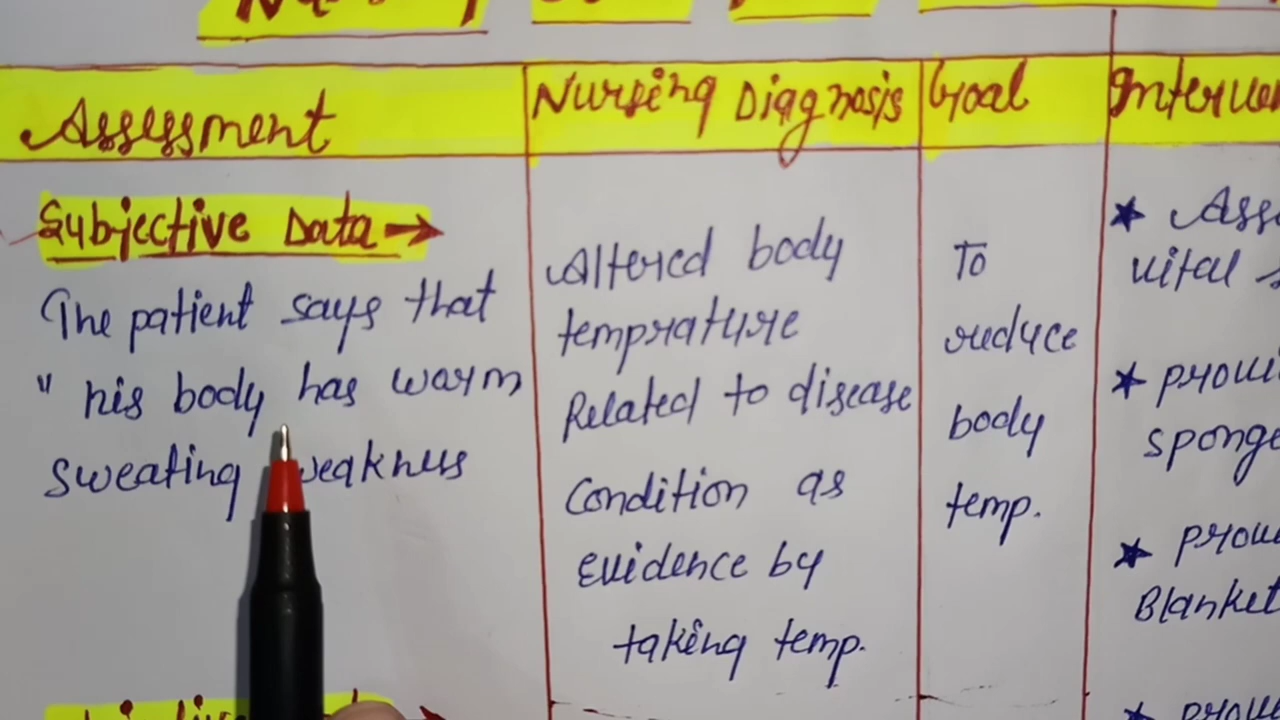 Assessment
Nursing Diagnosis
Goal
Subjective Data →
The patient says that
" his body has warm
Sweating weakness
Altered body
temprature
Related to disease
Condition as
Evidence by
taking temp.
To
reduce
body
temp.
★
vital
★
sponge
★
Blanket
★